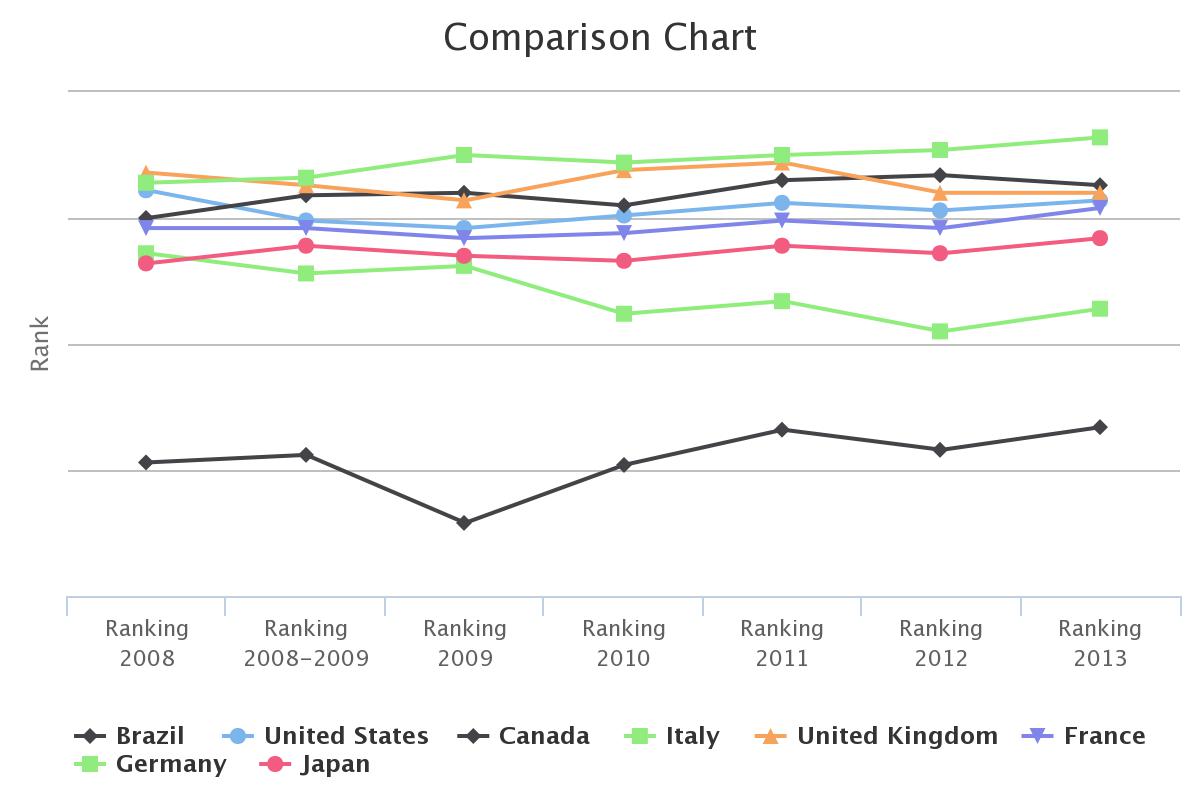 Comparison Chart
Rank
Ranking 2008
Ranking 2008-2009
Ranking 2009
Ranking 2010
Ranking 2011
Ranking 2012
Ranking 2013
Brazil United States Canada Italy United Kingdom France
Germany Japan